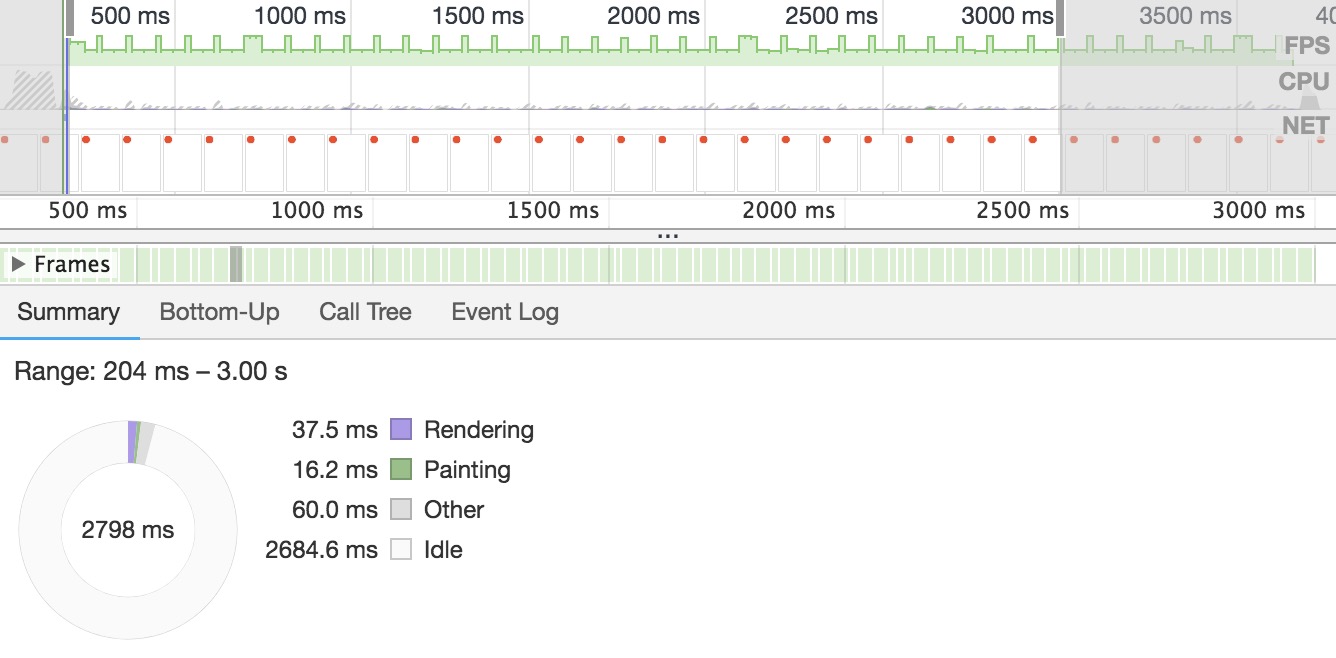 500 ms 1000 ms 1500 ms 2000 ms 2500 ms 3000 ms 3500 ms 40
FPS
CPU
NET
500 ms 1000 ms 1500 ms 2000 ms 2500 ms 3000 ms
...
▶ Frames
Summary Bottom-Up Call Tree Event Log
Range: 204 ms – 3.00 s
37.5 ms Rendering
16.2 ms Painting
2798 ms 60.0 ms Other
2684.6 ms Idle